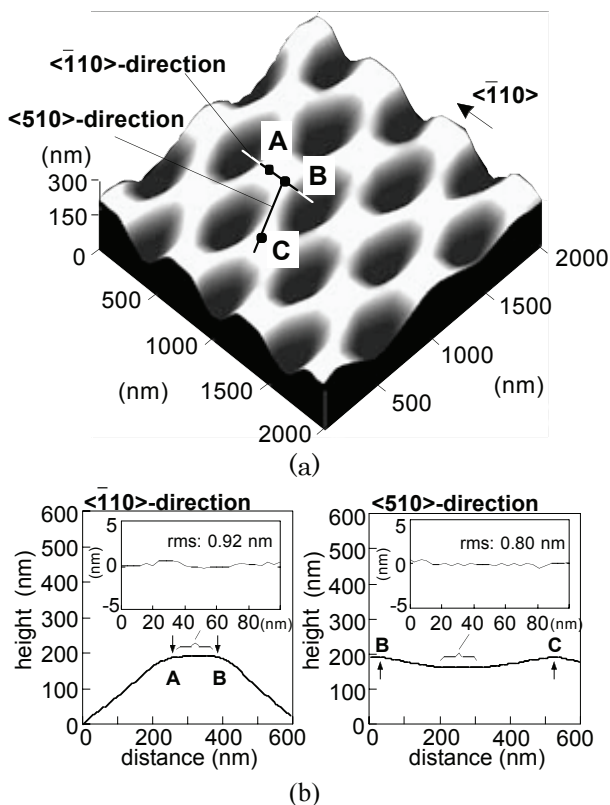 <1̅10>-direction
<510>-direction
<1̅10>
A
B
C
(nm)
300
150
0
500
1000
1500
2000
(nm)
500
1000
1500
2000
(nm)
(a)
<1̅10>-direction
height (nm)
600
500
400
300
200
100
0
0 200 400 600
distance (nm)
5
0
-5
(nm)
rms: 0.92 nm
0 20 40 60 80 (nm)
A
B
<510>-direction
height (nm)
600
500
400
300
200
100
0
0 100 200 300 400 500 600
distance (nm)
5
0
-5
(nm)
rms: 0.80 nm
0 20 40 60 80 (nm)
B
C
(b)